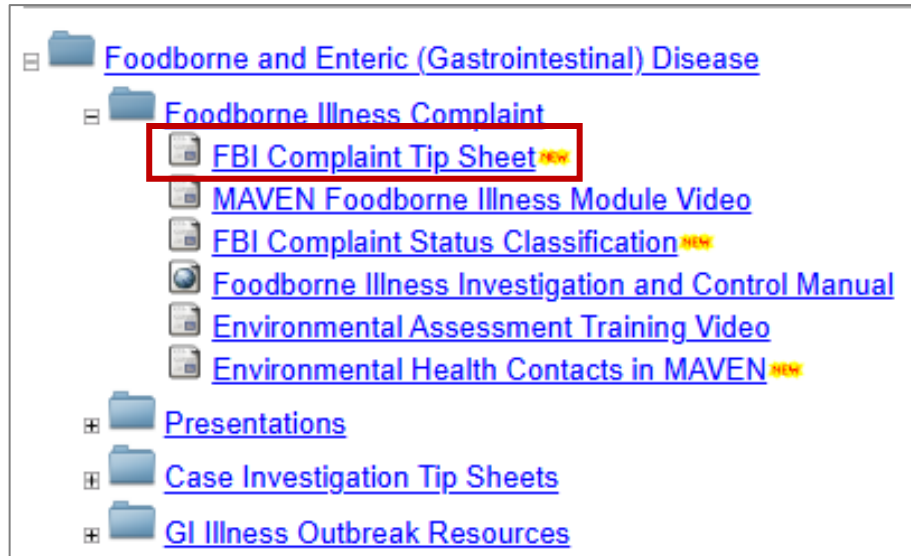 Foodborne and Enteric (Gastrointestinal) Disease
Foodborne Illness Complaint
FBI Complaint Tip Sheet NEW
MAVEN Foodborne Illness Module Video
FBI Complaint Status Classification NEW
Foodborne Illness Investigation and Control Manual
Environmental Assessment Training Video
Environmental Health Contacts in MAVEN NEW
Presentations
Case Investigation Tip Sheets
GI Illness Outbreak Resources